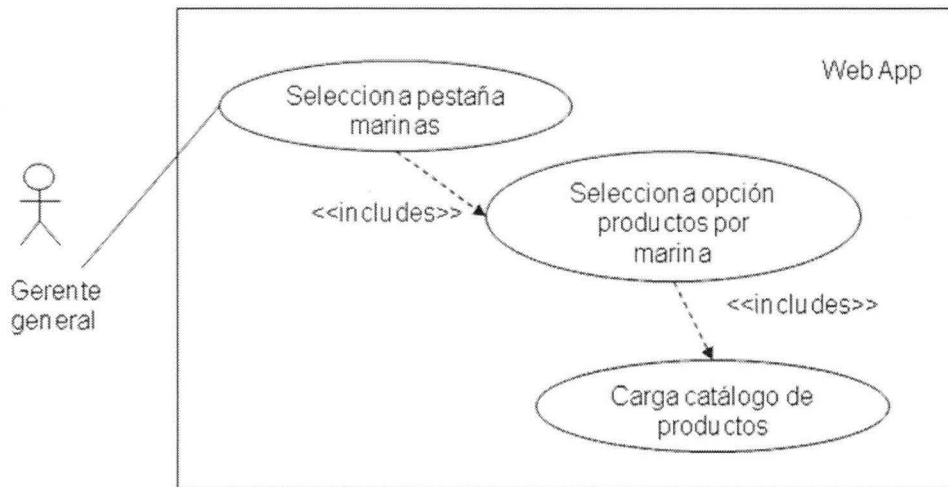 Web App
Selecciona pestaña
marinas
<<includes>>
Selecciona opción
productos por
marina
Gerente
general
<<includes>>
Carga catálogo de
productos